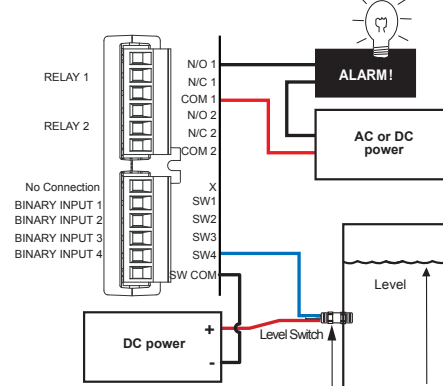 RELAY 1
RELAY 2
N/O 1
N/C 1
COM 1
N/O 2
N/C 2
COM 2
ALARM!
AC or DC
power
No Connection
BINARY INPUT 1
BINARY INPUT 2
BINARY INPUT 3
BINARY INPUT 4
X
SW1
SW2
SW3
SW4
SW COM
Level
Level Switch
DC power
+
-